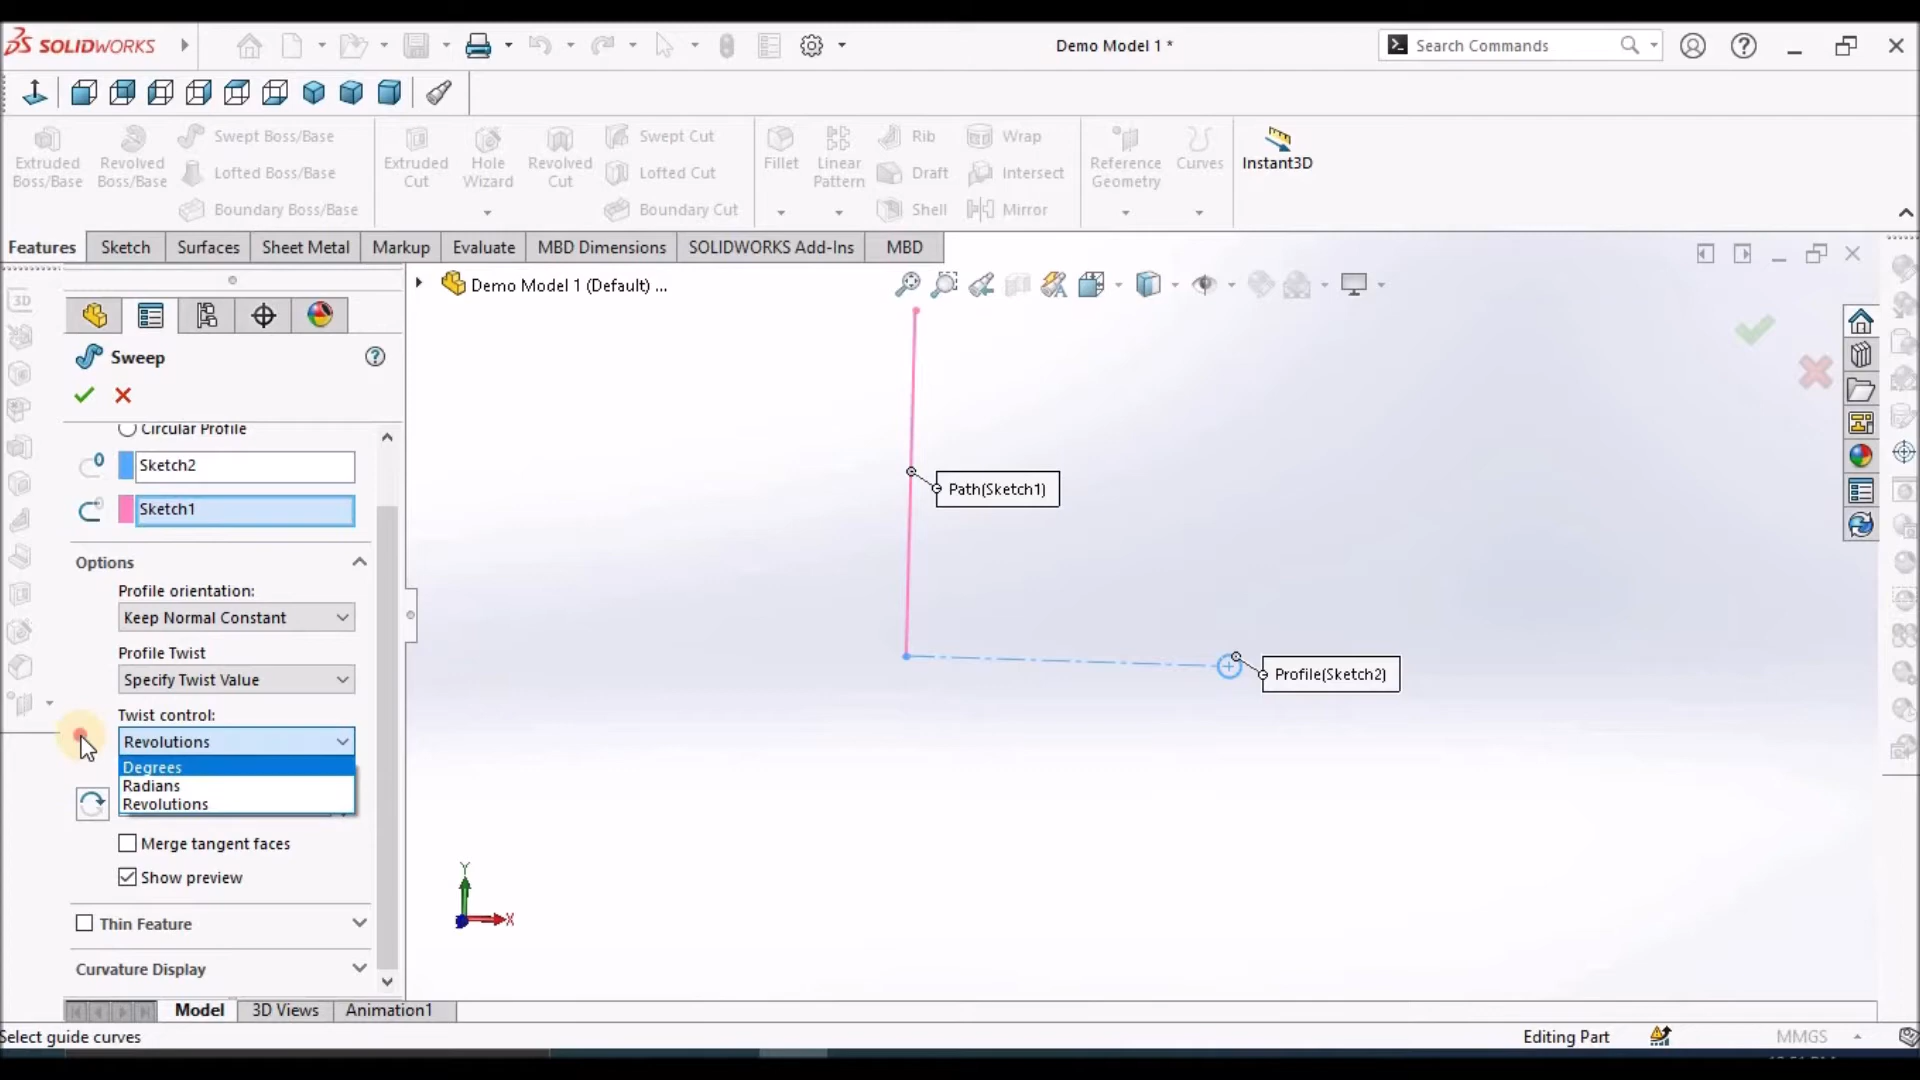 SOLIDWORKS
Demo Model 1 *
Search Commands
Extruded Boss/Base
Revolved Boss/Base
Swept Boss/Base
Lofted Boss/Base
Boundary Boss/Base
Extruded Cut
Hole Wizard
Revolved Cut
Swept Cut
Lofted Cut
Boundary Cut
Fillet
Linear Pattern
Rib
Draft
Shell
Wrap
Intersect
Mirror
Reference Geometry
Curves
Instant3D
Features
Sketch
Surfaces
Sheet Metal
Markup
Evaluate
MBD Dimensions
SOLIDWORKS Add-Ins
MBD
Demo Model 1 (Default) ...
3D
Sweep
Circular Profile
Sketch2
Sketch1
Options
Profile orientation:
Keep Normal Constant
Profile Twist
Specify Twist Value
Twist control:
Revolutions
Degrees
Radians
Revolutions
Merge tangent faces
Show preview
Thin Feature
Curvature Display
Path(Sketch1)
Profile(Sketch2)
Y
X
Model
3D Views
Animation1
Select guide curves
Editing Part
MMGS